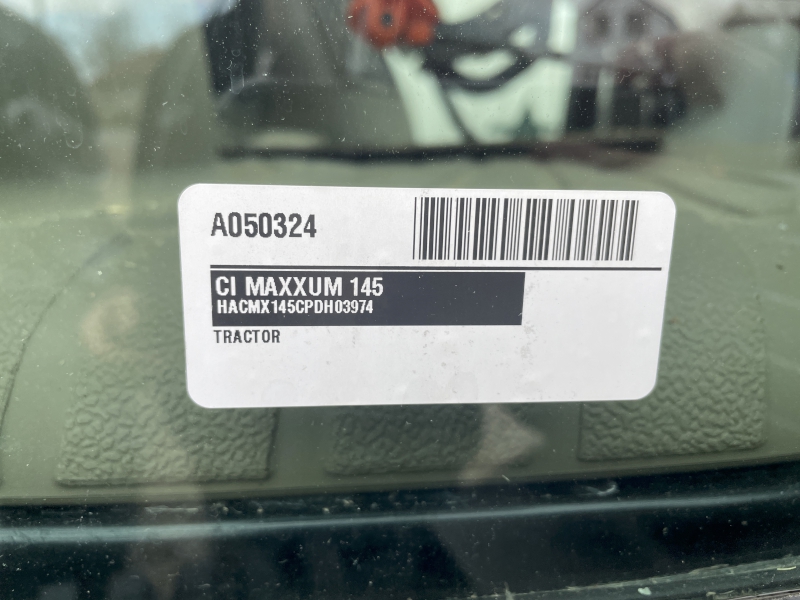 A050324
CI MAXXUM 145
HACMX145CPDH03974
TRACTOR